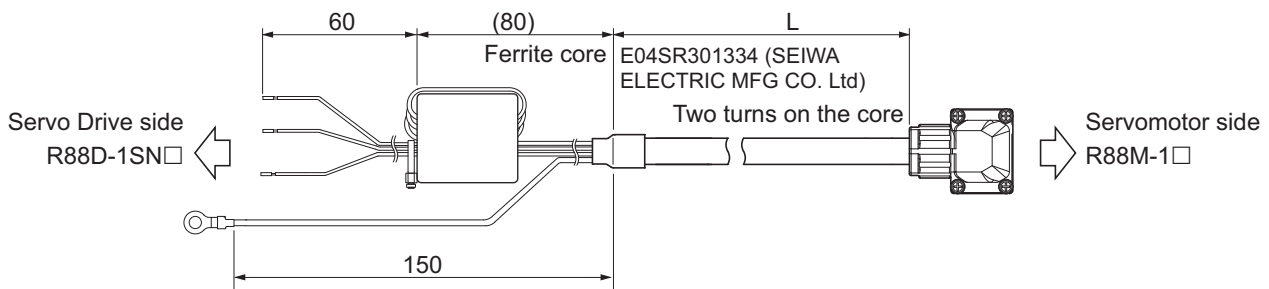 60
(80)
L
Ferrite core
E04SR301334 (SEIWA
ELECTRIC MFG CO. Ltd)
Two turns on the core
Servo Drive side
R88D-1SN□
Servomotor side
R88M-1□
150